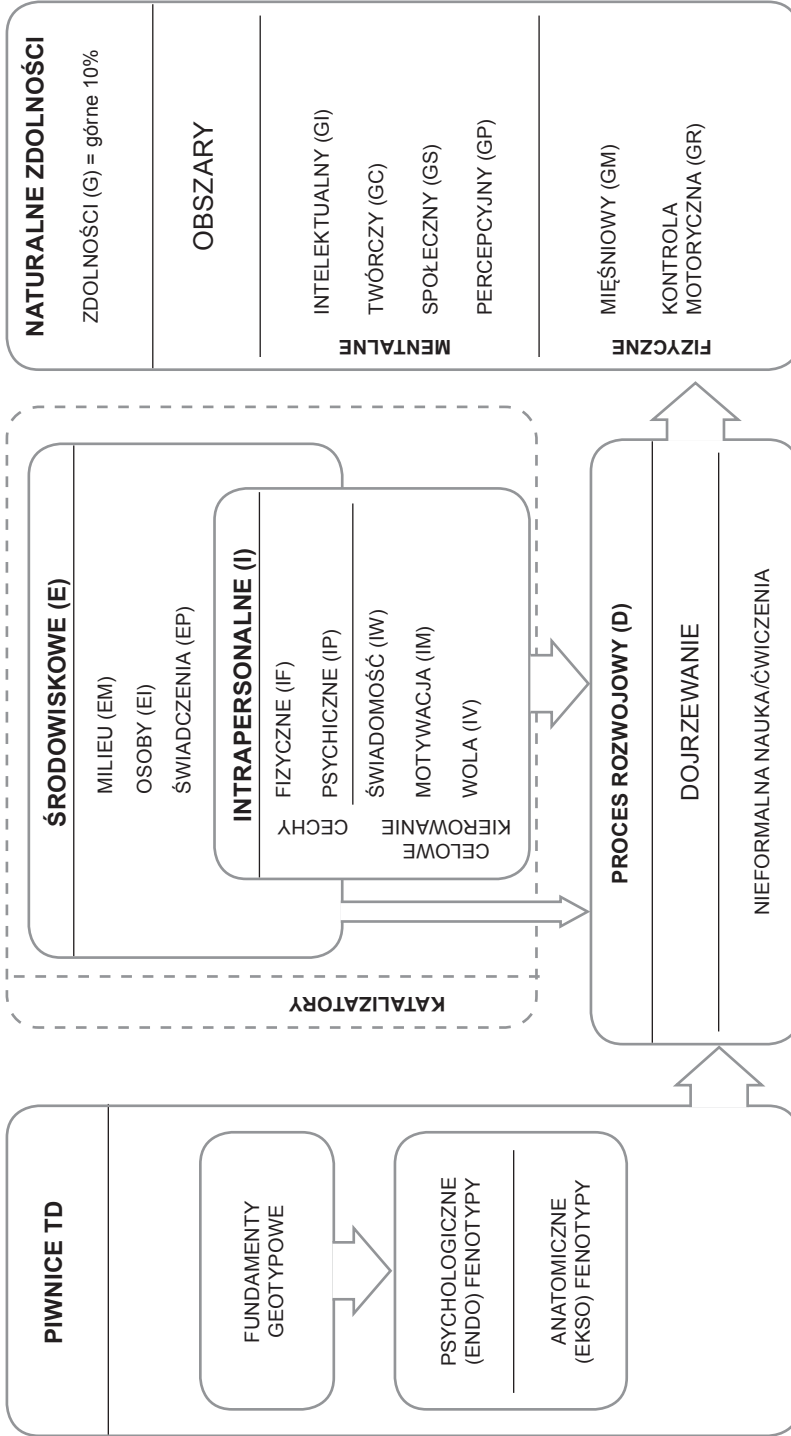 PIWNICE TD
FUNDAMENTY
GEOTYPOWE
PSYCHOLOGICZNE
(ENDO) FENOTYPY
ANATOMICZNE
(EKSO) FENOTYPY
KATALIZATORY
ŚRODOWISKOWE (E)
MILIEU (EM)
OSOBY (EI)
ŚWIADCZENIA (EP)
INTRAPERSONALNE (I)
CECHY
FIZYCZNE (IF)
PSYCHICZNE (IP)
CELOWE
KIEROWANIE
ŚWIADOMOŚĆ (IW)
MOTYWACJA (IM)
WOLA (IV)
PROCES ROZWOJOWY (D)
DOJRZEWANIE
NIEFORMALNA NAUKA/ĆWICZENIA
NATURALNE ZDOLNOŚCI
ZDOLNOŚCI (G) = górne 10%
OBSZARY
MENTALNE
INTELEKTUALNY (GI)
TWÓRCZY (GC)
SPOŁECZNY (GS)
PERCEPCYJNY (GP)
FIZYCZNE
MIĘŚNIOWY (GM)
KONTROLA
MOTORYCZNA (GR)